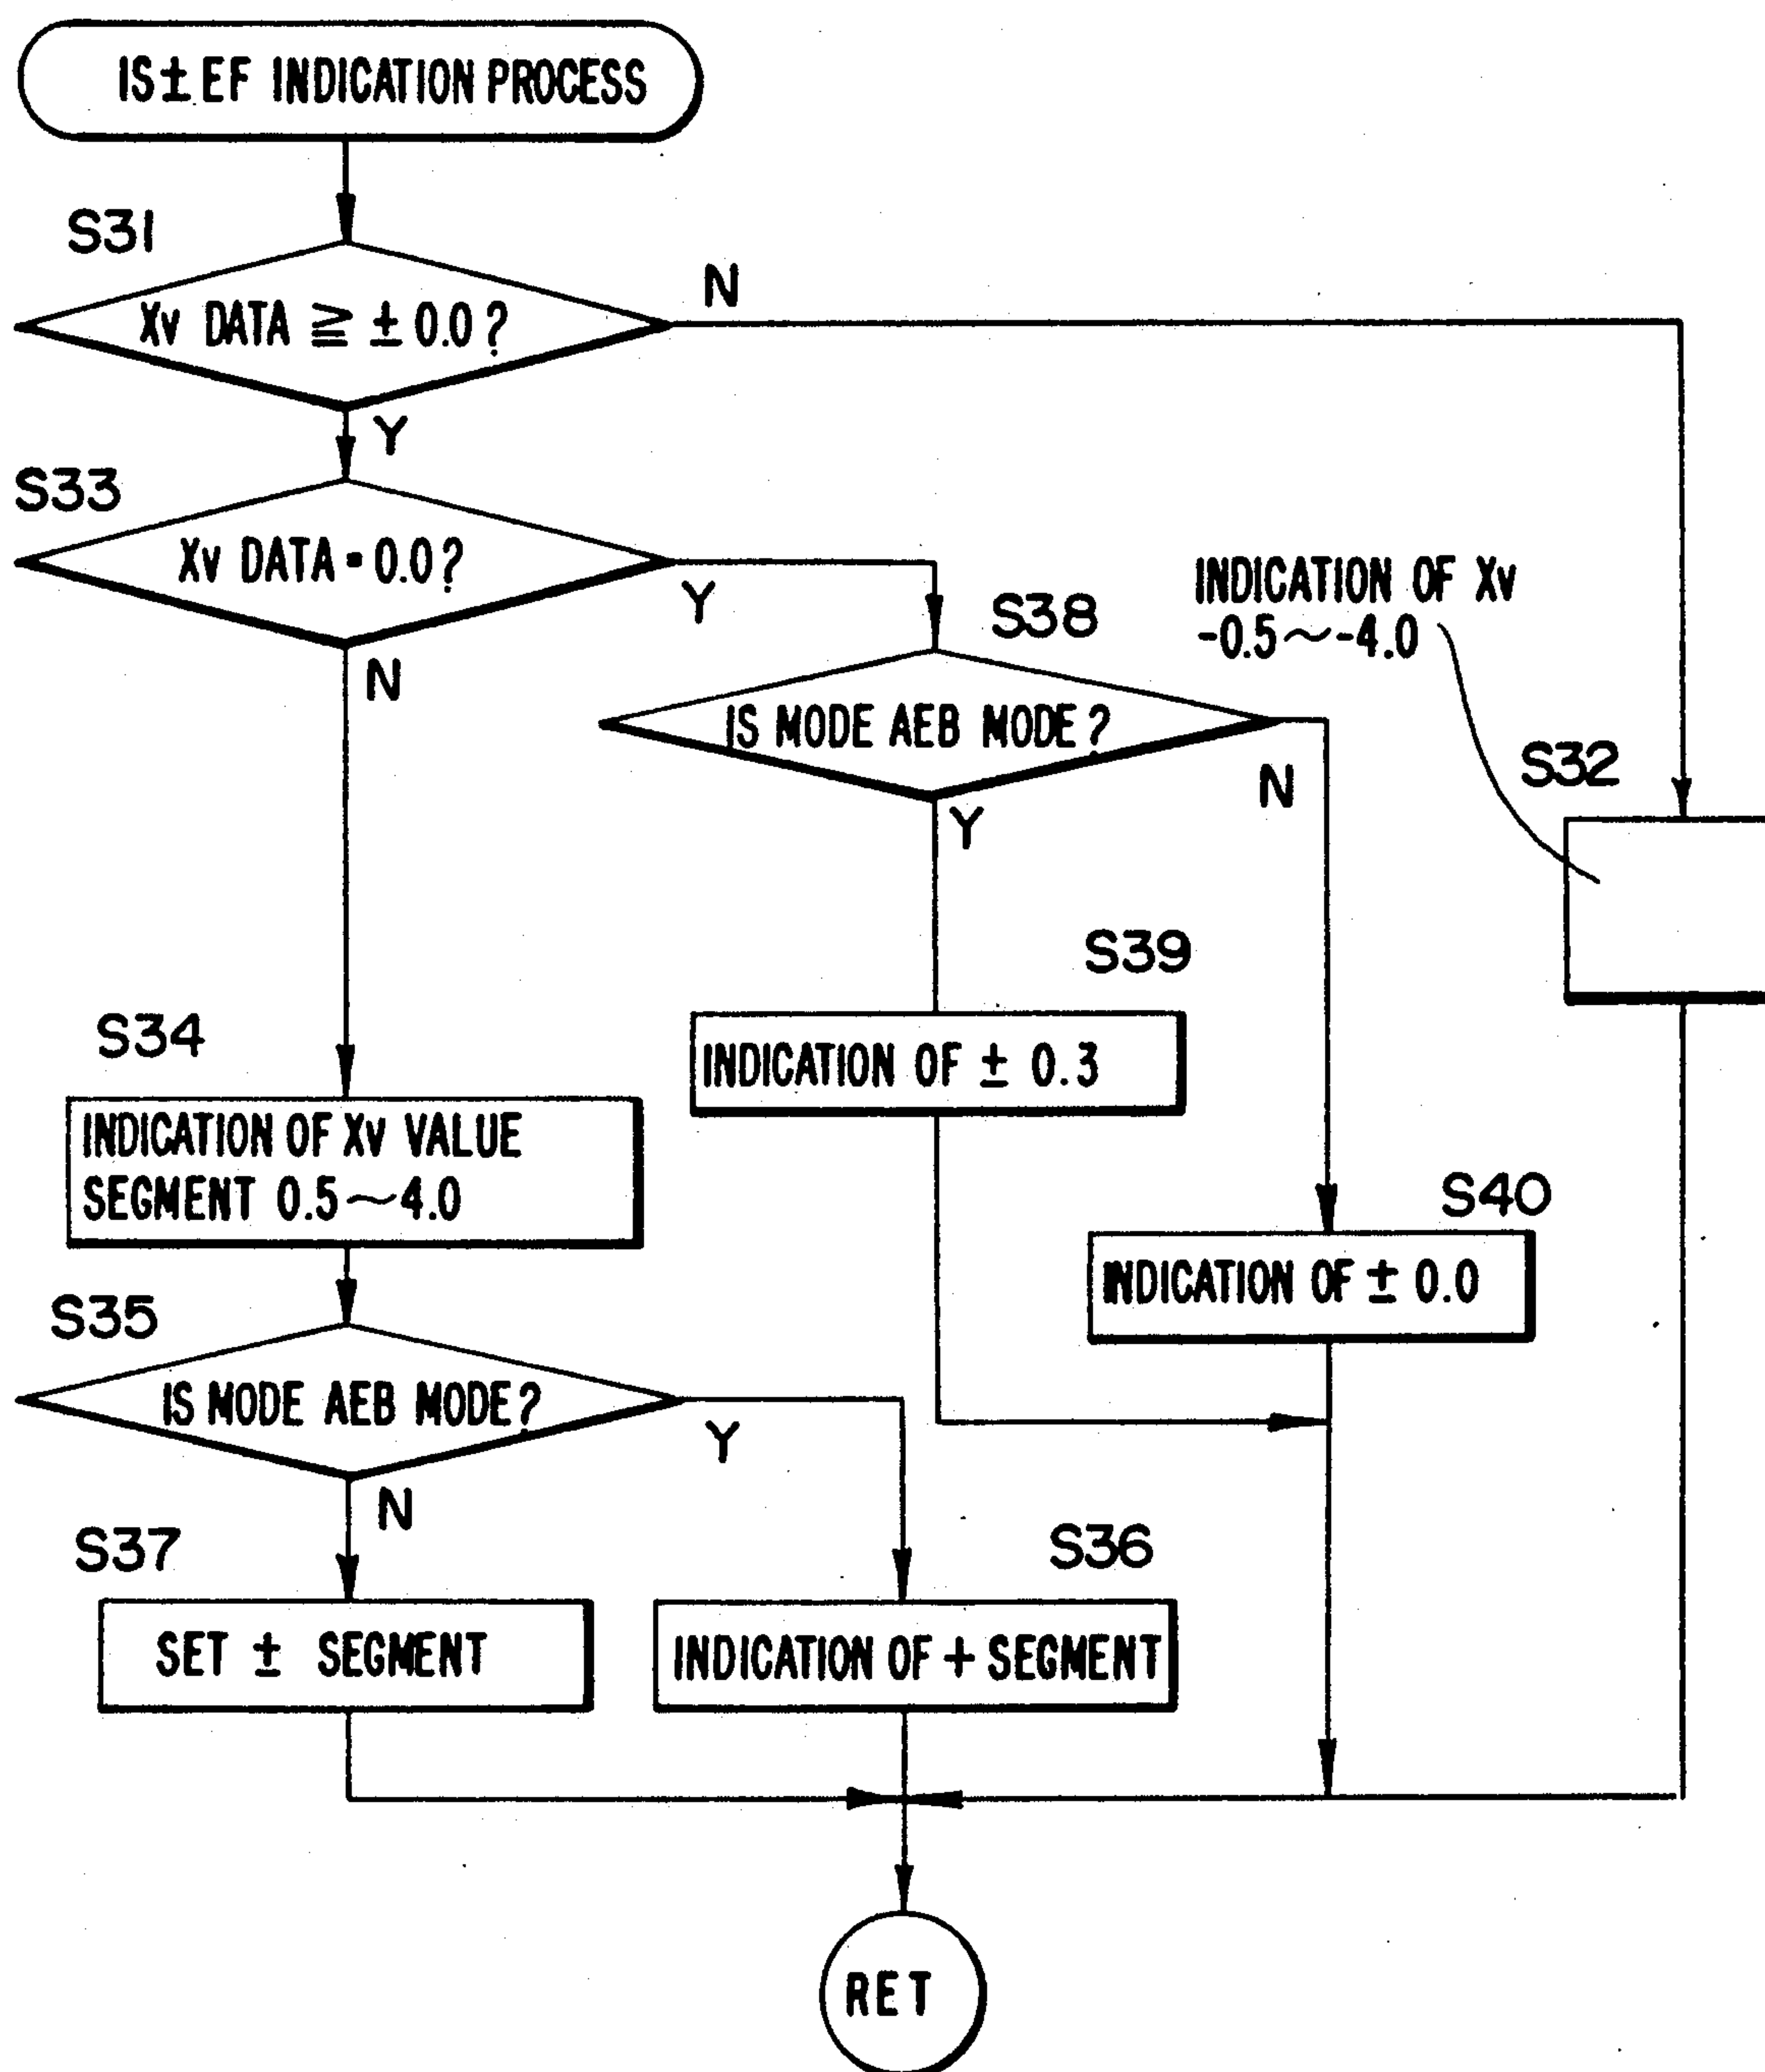 IS ± EF INDICATION PROCESS
S31
Xv DATA ≧ ± 0.0?
N
Y
S33
Xv DATA = 0.0?
Y
N
S38
IS MODE AEB MODE?
N
Y
INDICATION OF Xv
-0.5～-4.0
S32
S39
INDICATION OF ± 0.3
S34
INDICATION OF Xv VALUE
SEGMENT 0.5～4.0
S40
INDICATION OF ± 0.0
S35
IS MODE AEB MODE?
Y
N
S37
SET ± SEGMENT
S36
INDICATION OF + SEGMENT
RET